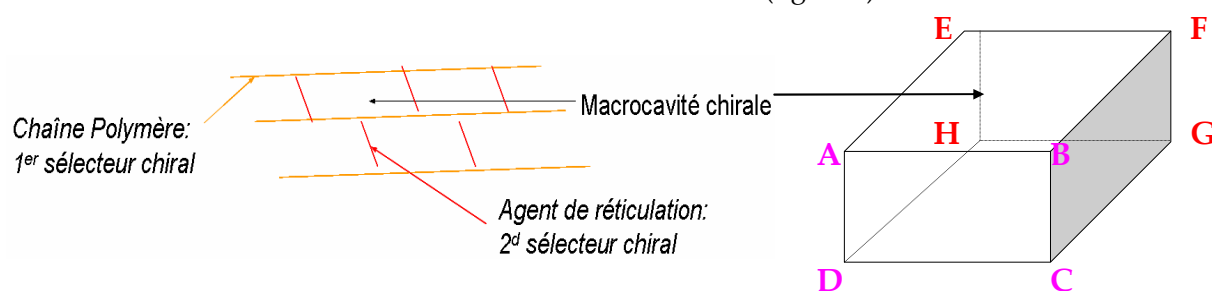 E
F
Chaîne Polymère:
1er sélecteur chiral
Macrocavité chirale
A
H
B
G
Agent de réticulation:
2d sélecteur chiral
D
C